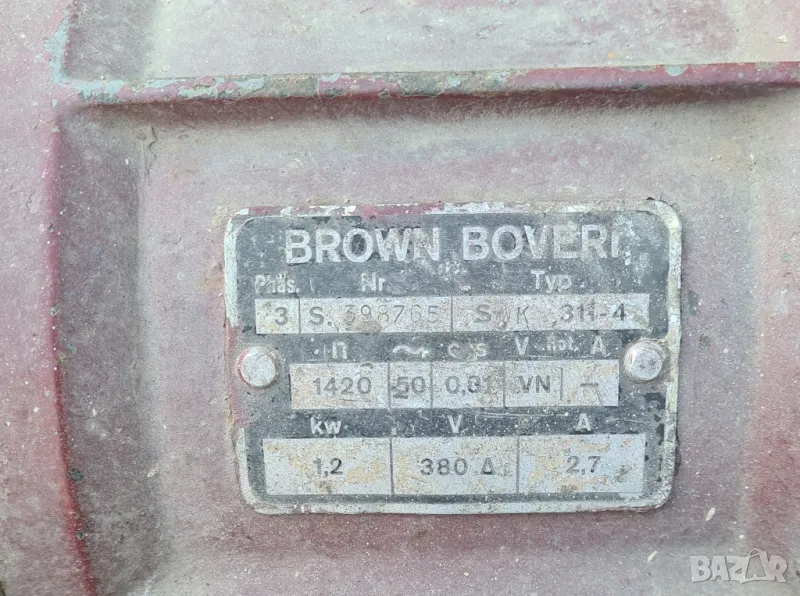 BROWN BOVERI
Phas. Nr Typ
3 S. 398765 S K 311-4
n ~ cos V rot. A
1420 50 0,81 VN —
kw V A
1,2 380 Δ 2,7
BAZAR